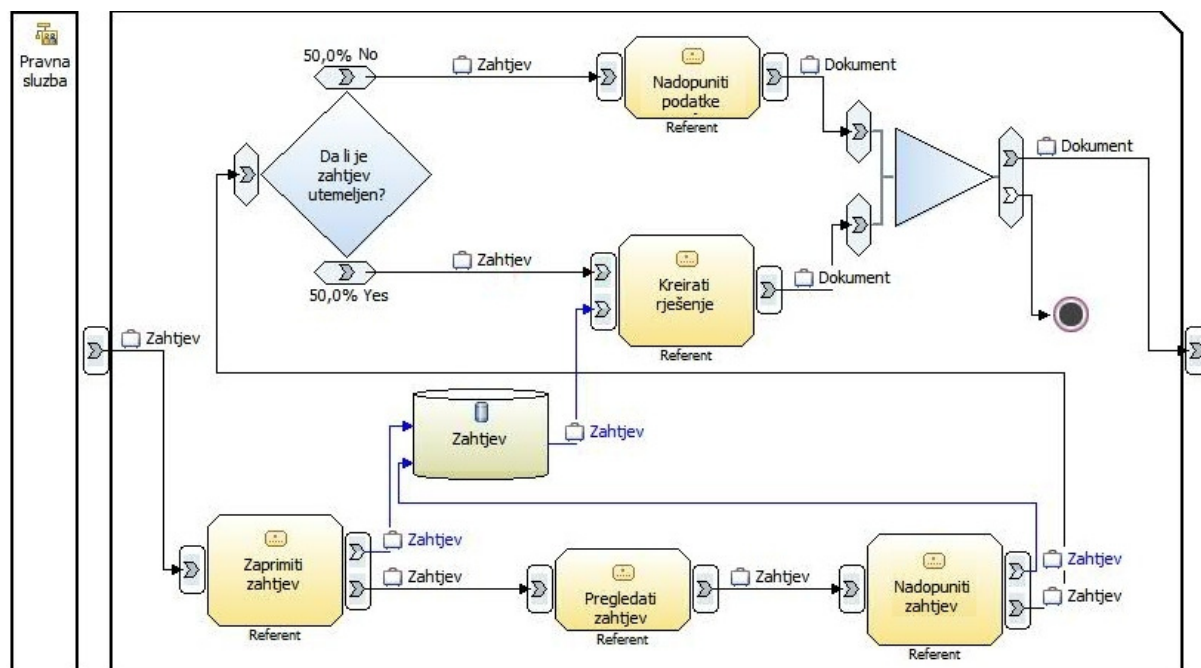 Pravna
sluzba
50,0% No
Zahtjev
Nadopuniti
podatke
Referent
Dokument
Da li je
zahtjev
utemeljen?
Dokument
50,0% Yes
Zahtjev
Kreirati
rješenje
Referent
Dokument
Zahtjev
Zahtjev
Zahtjev
Zaprimiti
zahtjev
Referent
Zahtjev
Zahtjev
Pregledati
zahtjev
Referent
Zahtjev
Nadopuniti
zahtjev
Referent
Zahtjev
Zahtjev